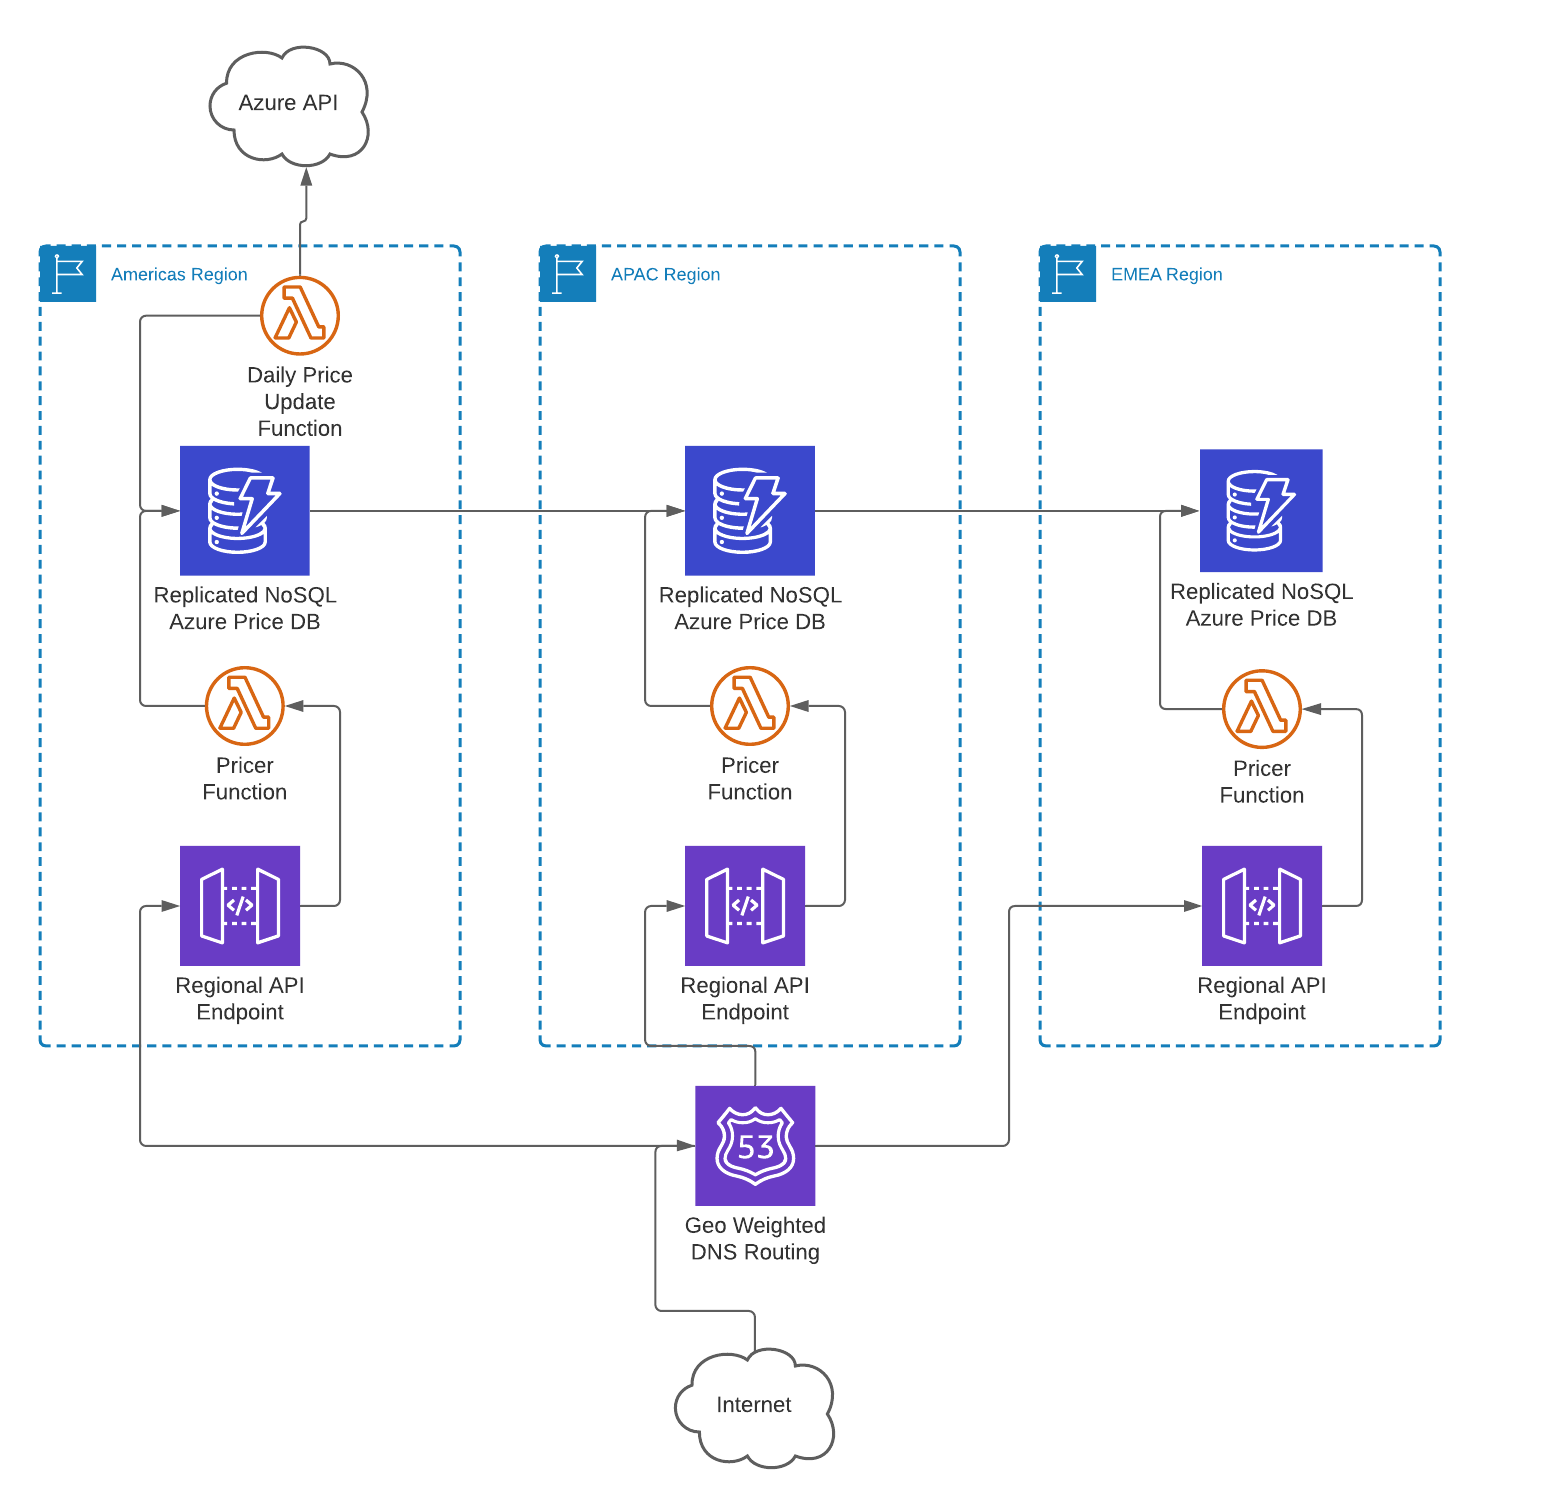 Azure API
Americas Region
APAC Region
EMEA Region
Daily Price
Update
Function
Replicated NoSQL
Azure Price DB
Replicated NoSQL
Azure Price DB
Replicated NoSQL
Azure Price DB
Pricer
Function
Pricer
Function
Pricer
Function
</>
</>
</>
Regional API
Endpoint
Regional API
Endpoint
Regional API
Endpoint
53
Geo Weighted
DNS Routing
Internet